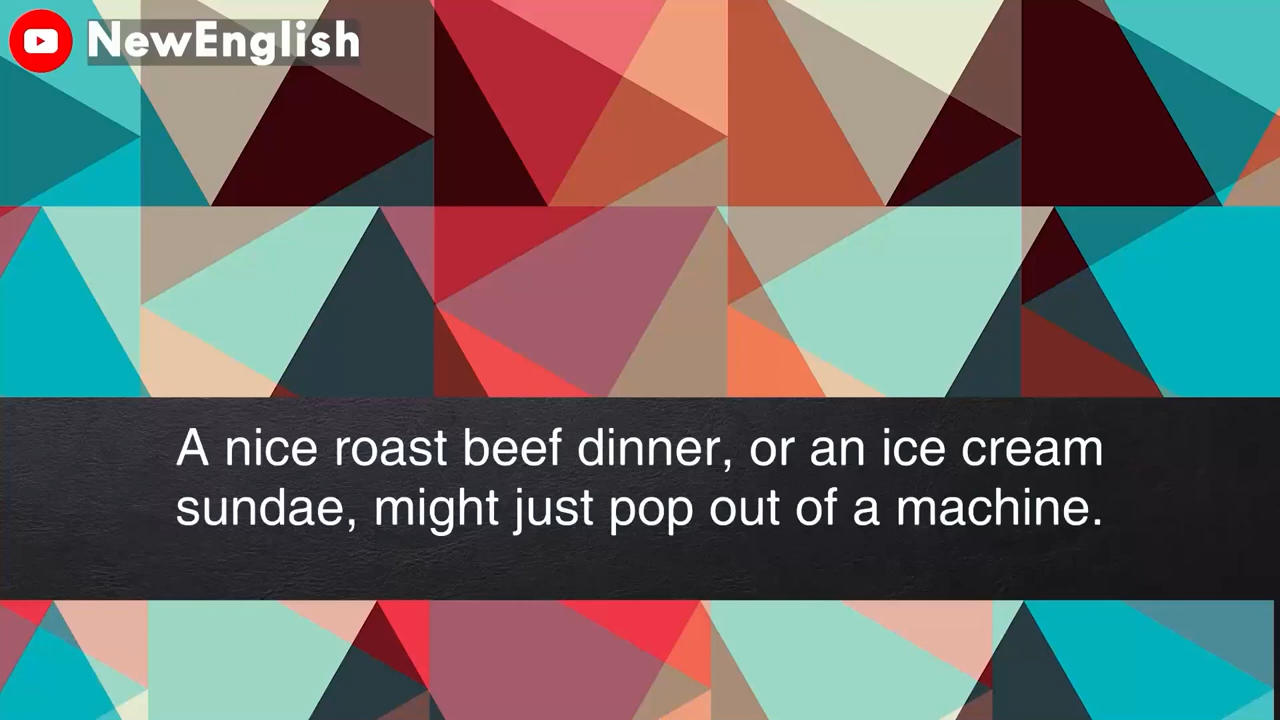 NewEnglish
A nice roast beef dinner, or an ice cream
sundae, might just pop out of a machine.